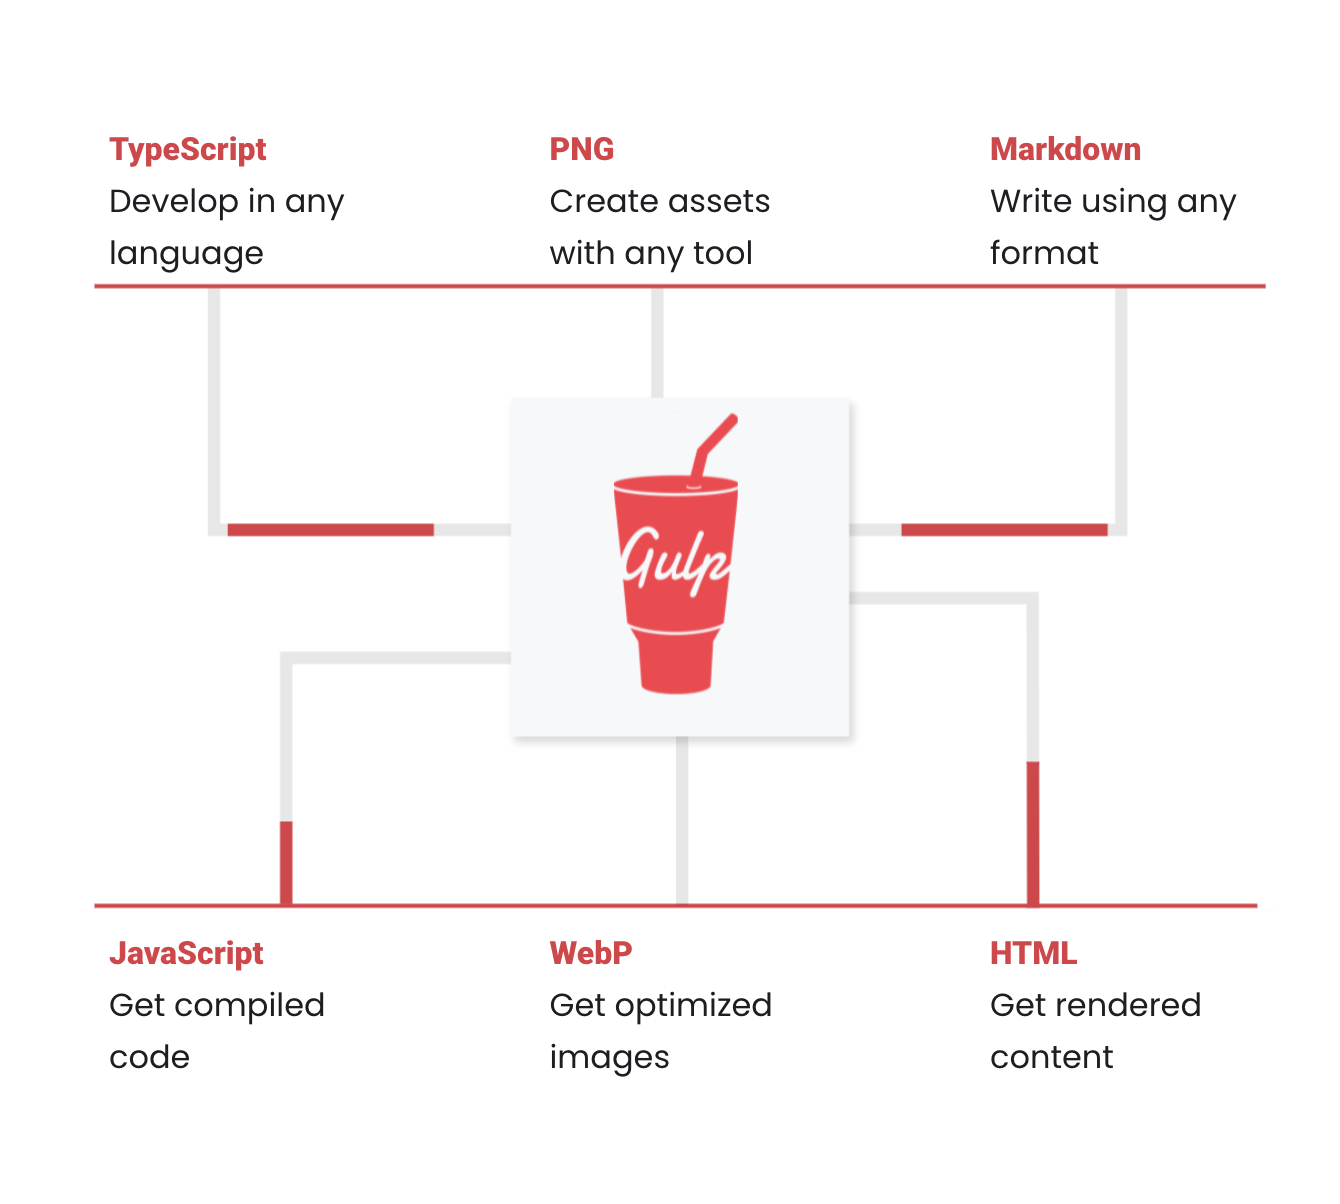 TypeScript
Develop in any
language
PNG
Create assets
with any tool
Markdown
Write using any
format
Gulp
JavaScript
Get compiled
code
WebP
Get optimized
images
HTML
Get rendered
content